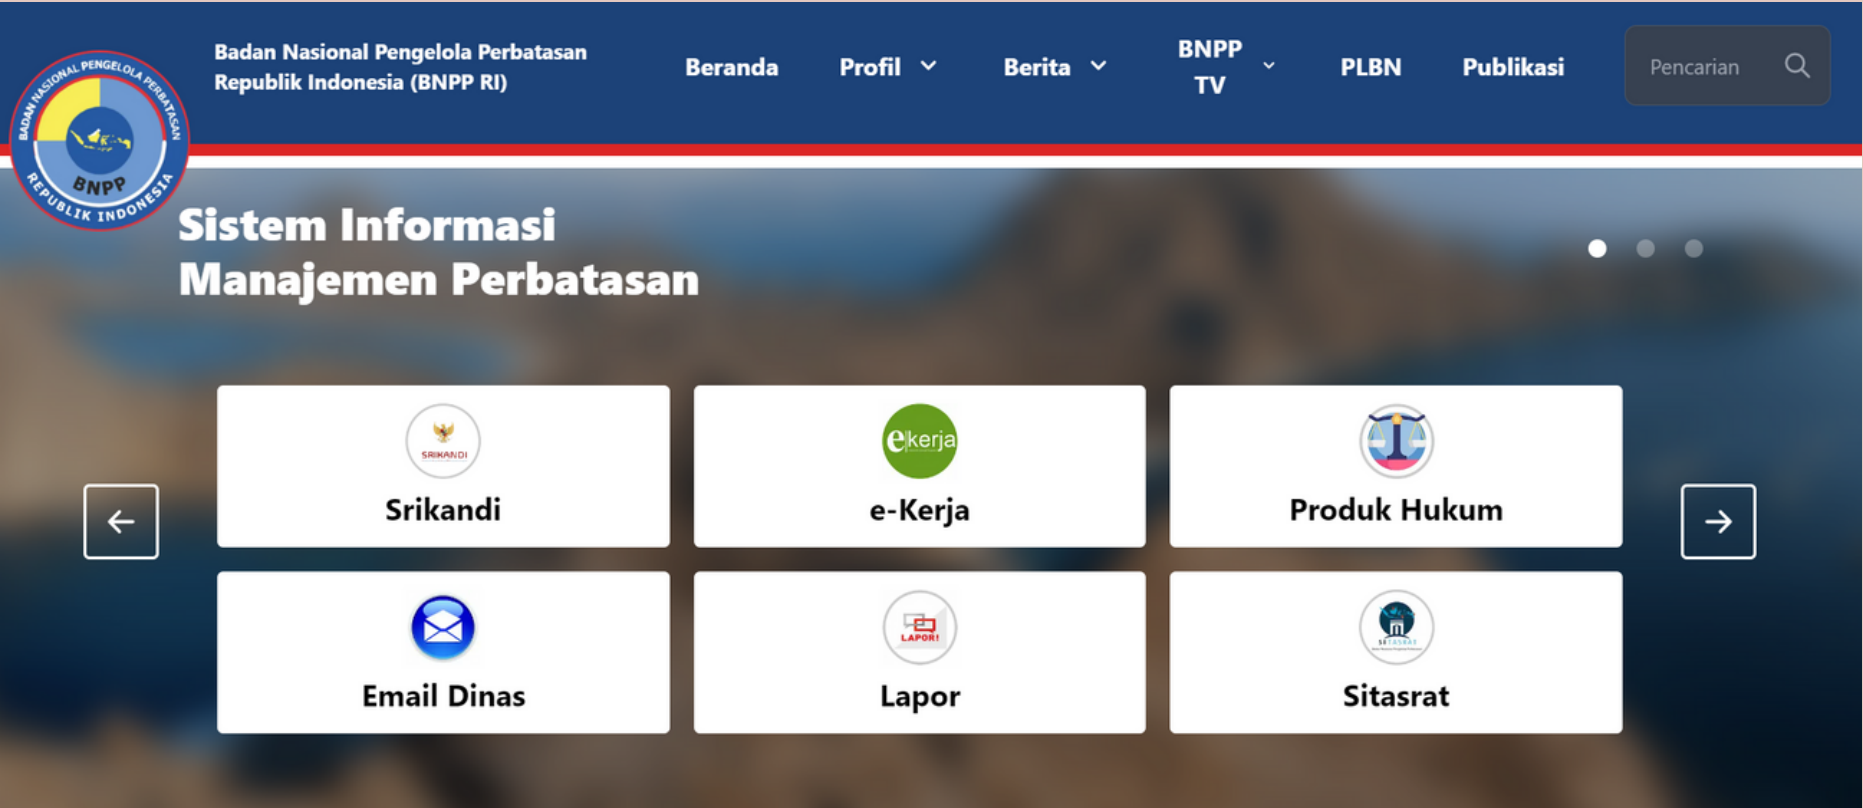 Badan Nasional Pengelola Perbatasan
Republik Indonesia (BNPP RI)
Beranda
Profil
Berita
BNPP
TV
PLBN
Publikasi
Pencarian
BADAN NASIONAL PENGELOLA PERBATASAN
BNPP
REPUBLIK INDONESIA
Sistem Informasi
Manajemen Perbatasan
SRIKANDI
Srikandi
e|kerja
e-Kerja
Produk Hukum
Email Dinas
LAPOR!
Lapor
SITASRAT
Sitasrat